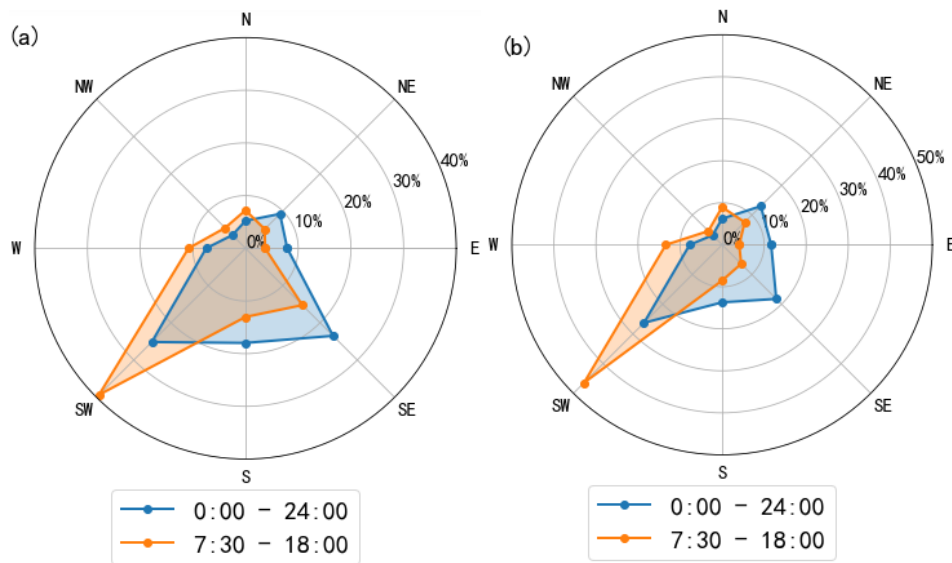 (a)
N
NE
E
SE
S
SW
W
NW
0%
10%
20%
30%
40%
0:00 - 24:00
7:30 - 18:00
(b)
N
NE
E
SE
S
SW
W
NW
0%
10%
20%
30%
40%
50%
0:00 - 24:00
7:30 - 18:00